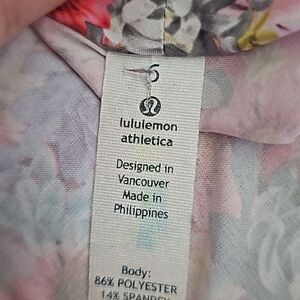 6
lululemon
athletica
Designed in
Vancouver
Made in
Philippines
Body:
86% POLYESTER
14% SPANDEX